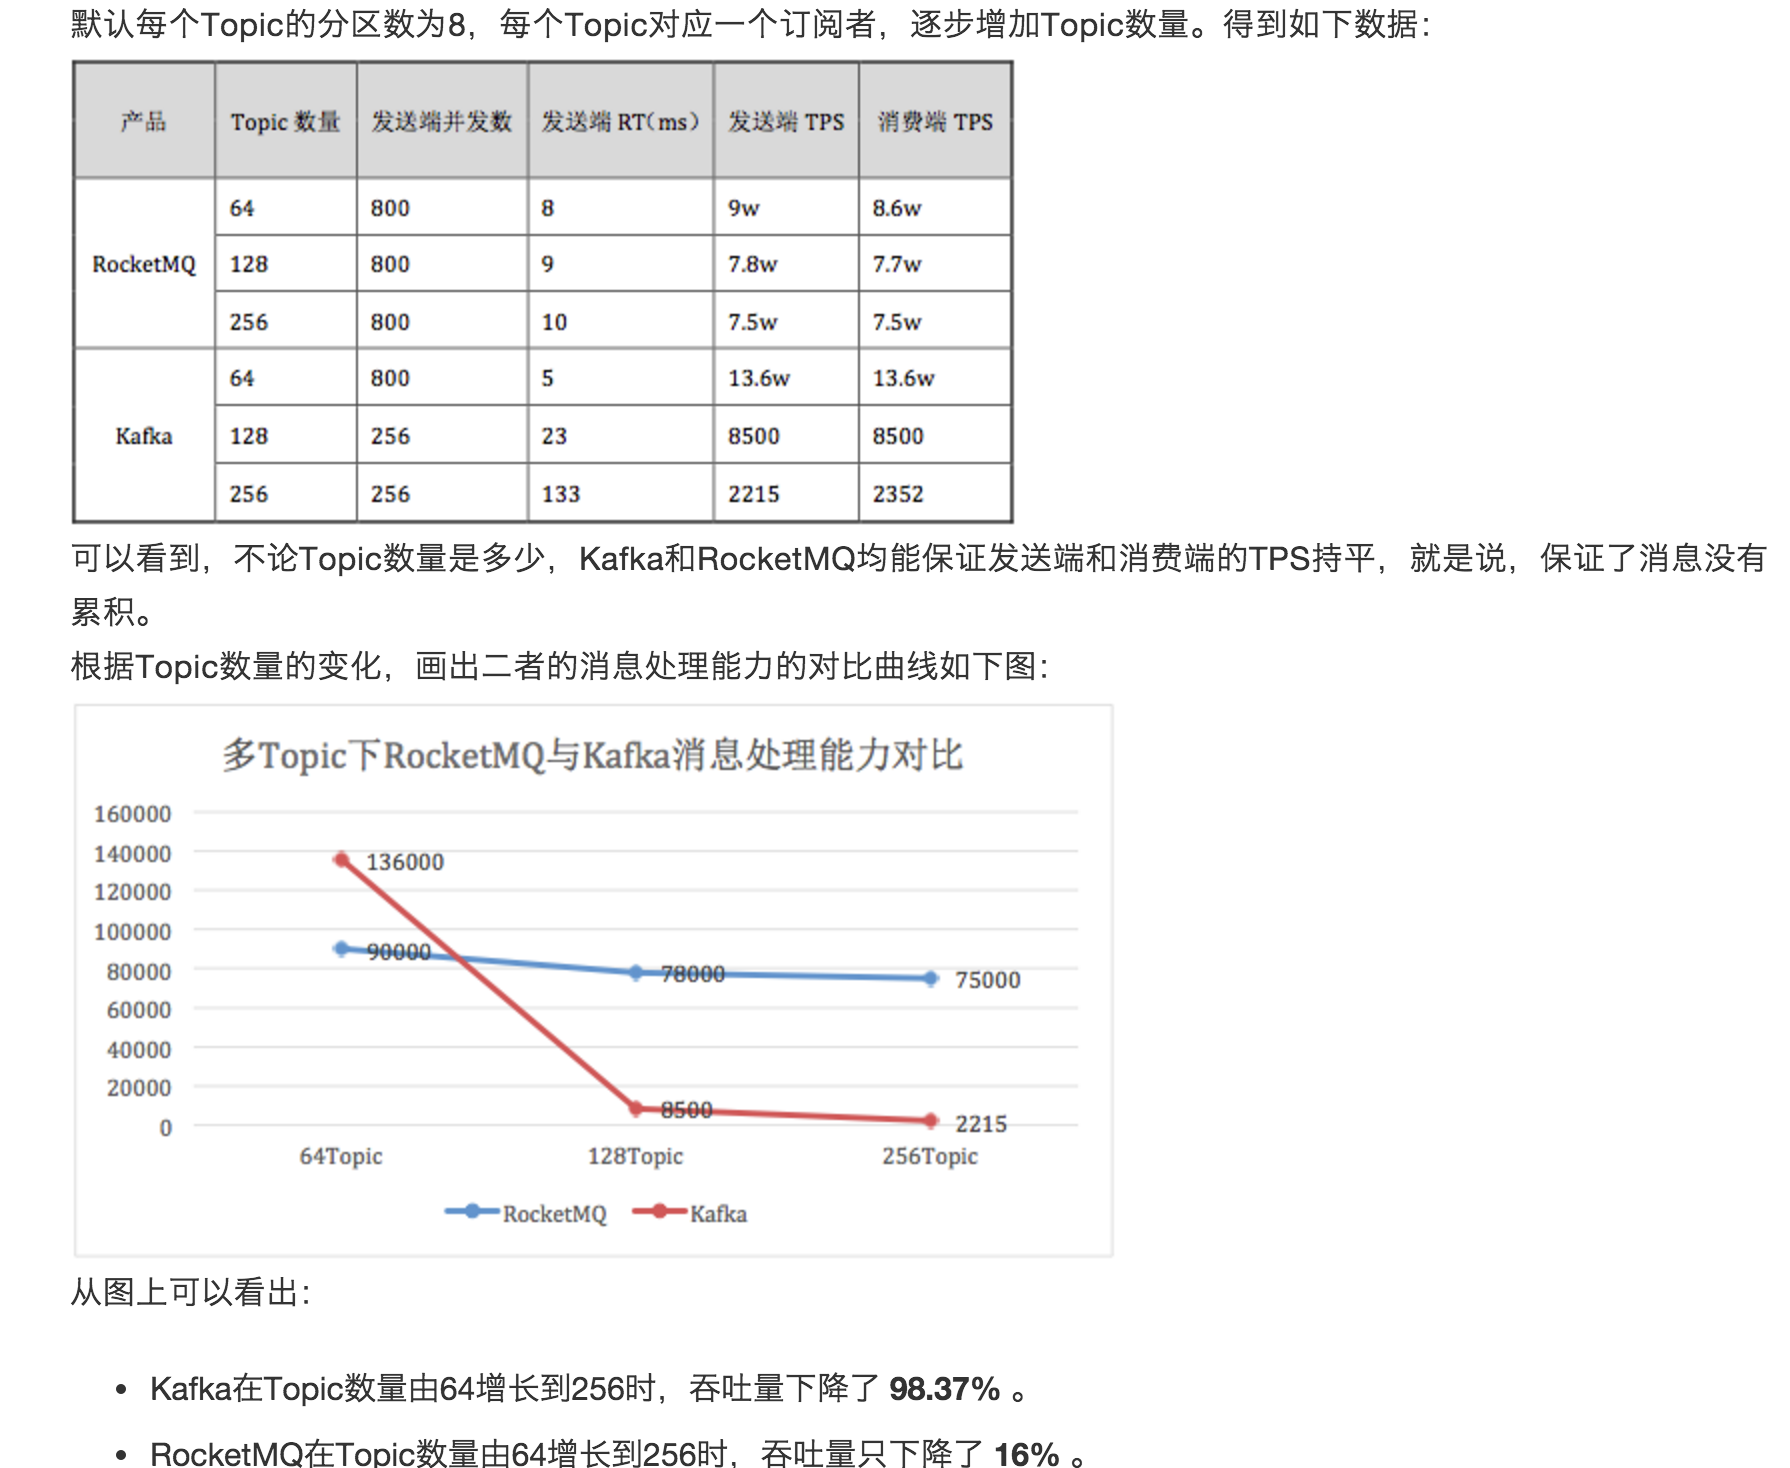 默认每个Topic的分区数为8，每个Topic对应一个订阅者，逐步增加Topic数量。得到如下数据：
产品 Topic 数量 发送端并发数 发送端 RT(ms) 发送端 TPS 消费端 TPS
RocketMQ
64 800 8 9w 8.6w
128 800 9 7.8w 7.7w
256 800 10 7.5w 7.5w
Kafka
64 800 5 13.6w 13.6w
128 256 23 8500 8500
256 256 133 2215 2352
可以看到，不论Topic数量是多少，Kafka和RocketMQ均能保证发送端和消费端的TPS持平，就是说，保证了消息没有
累积。
根据Topic数量的变化，画出二者的消息处理能力的对比曲线如下图：
多Topic下RocketMQ与Kafka消息处理能力对比
160000
140000
120000
100000
80000
60000
40000
20000
0
136000
90000
78000
75000
8500
2215
64Topic 128Topic 256Topic
RocketMQ Kafka
从图上可以看出：
• Kafka在Topic数量由64增长到256时，吞吐量下降了 98.37% 。
• RocketMQ在Topic数量由64增长到256时，吞吐量只下降了 16% 。